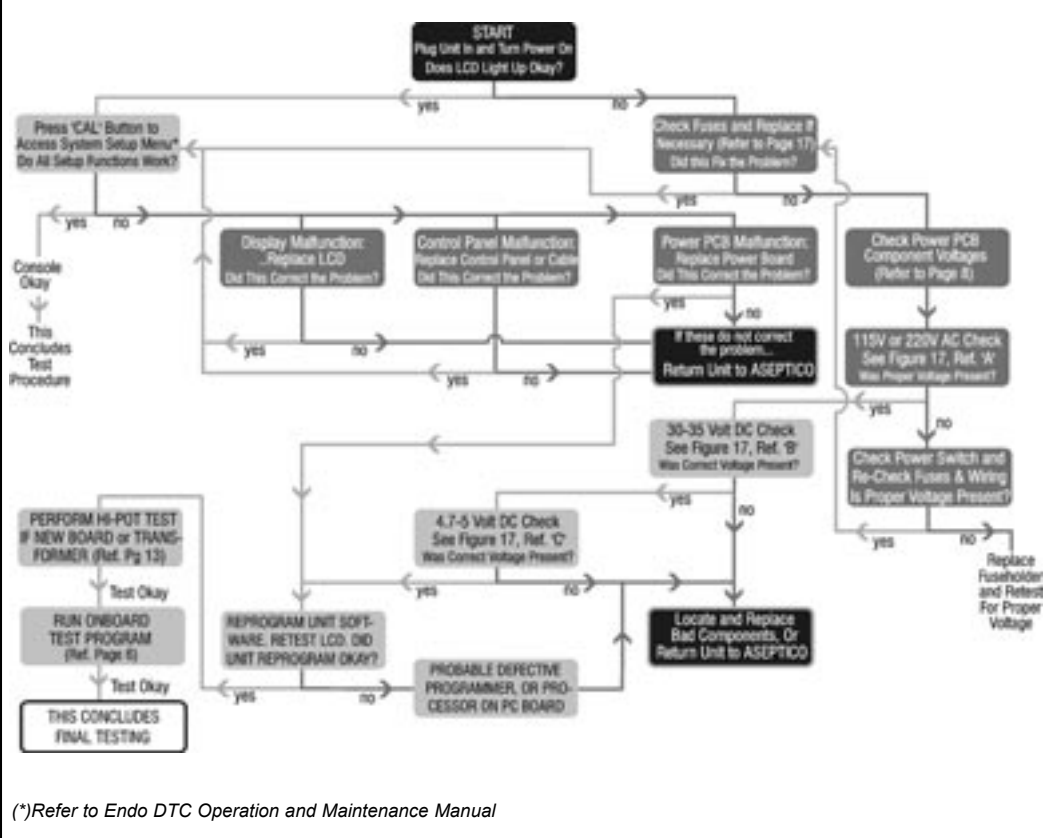 START
Plug Unit In and Turn Power On
Does LCD Light Up Okay?
yes
no
Press 'CAL' Button to
Access System Setup Menu*
Do All Setup Functions Work?
Check Fuses and Replace If
Necessary (Refer to Page 17)
Did this Fix the Problem?
yes
no
yes
no
Console
Okay
This
Concludes
Test
Procedure
Display Malfunction:
..Replace LCD
Did This Correct the Problem?
Control Panel Malfunction:
Replace Control Panel or Cable
Did This Correct the Problem?
Power PCB Malfunction:
Replace Power Board
Did This Correct the Problem?
Check Power PCB
Component Voltages
(Refer to Page 8)
yes
no
yes
no
yes
no
If these do not correct
the problem...
Return Unit to ASEPTICO
115V or 220V AC Check
See Figure 17, Ref. 'A'
Was Proper Voltage Present?
yes
no
30-35 Volt DC Check
See Figure 17, Ref. 'B'
Was Correct Voltage Present?
Check Power Switch and
Re-Check Fuses & Wiring
Is Proper Voltage Present?
yes
no
yes
no
Replace
Fuseholder
and Retest
For Proper
Voltage
4.7-5 Volt DC Check
See Figure 17, Ref. 'C'
Was Correct Voltage Present?
yes
no
PERFORM HI-POT TEST
IF NEW BOARD or TRANS-
FORMER (Ref. Pg 13)
Test Okay
RUN ONBOARD
TEST PROGRAM
(Ref. Page 6)
Test Okay
THIS CONCLUDES
FINAL TESTING
REPROGRAM UNIT SOFT-
WARE. RETEST LCD. DID
UNIT REPROGRAM OKAY?
yes
no
PROBABLE DEFECTIVE
PROGRAMMER, OR PRO-
CESSOR ON PC BOARD
Locate and Replace
Bad Components, Or
Return Unit to ASEPTICO
(*)Refer to Endo DTC Operation and Maintenance Manual